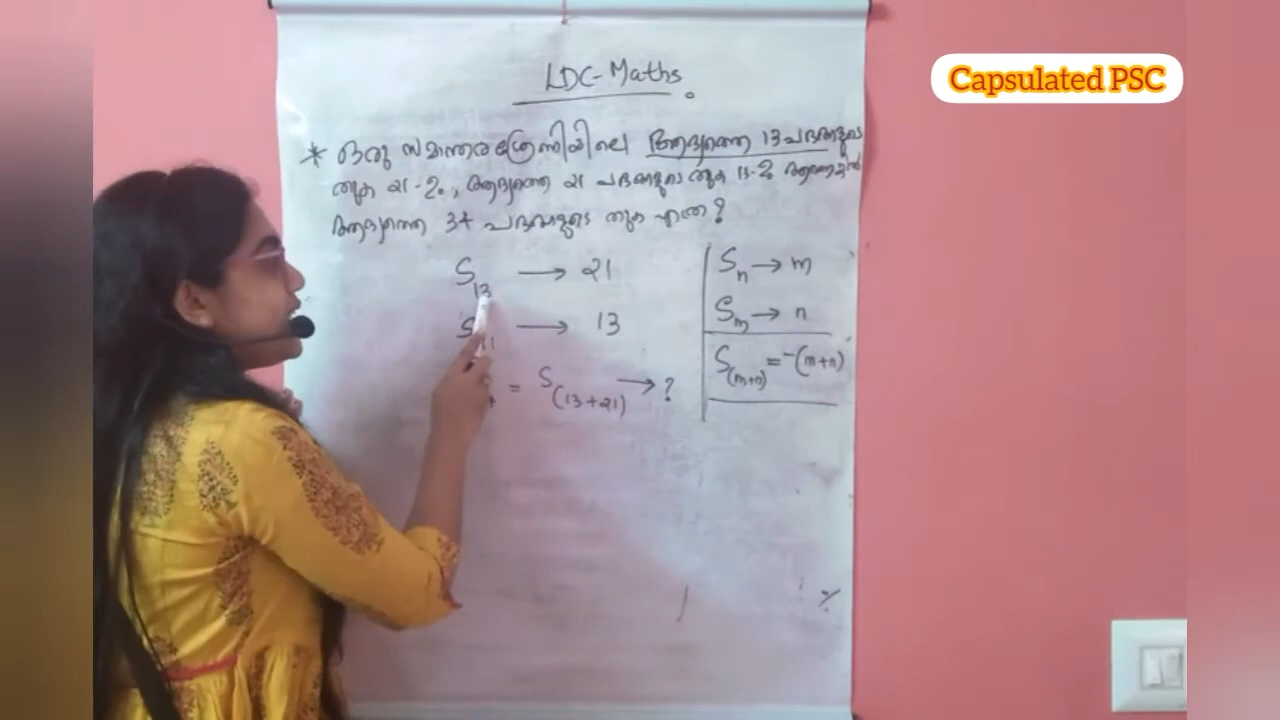 Capsulated PSC
LDC-Maths
* ഒരു സമാന്തരശ്രേണിയിലെ ആദ്യത്തെ 13 പദങ്ങളുടെ
തുക 21-ഉം, ആദ്യത്തെ 21 പദങ്ങളുടെ തുക 13-ഉം ആണെങ്കിൽ
ആദ്യത്തെ 34 പദങ്ങളുടെ തുക എത്ര?
S₁₃ → 21
S → 13
= S₍₁₃₊₂₁₎ → ?
Sₙ → m
Sₘ → n
S(m+n) = -(m+n)